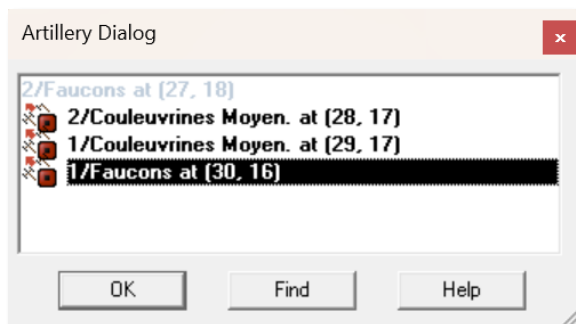 Artillery Dialog
x
2/Faucons at (27, 18)
2/Couleuvrines Moyen. at (28, 17)
1/Couleuvrines Moyen. at (29, 17)
1/Faucons at (30, 16)
OK Find Help